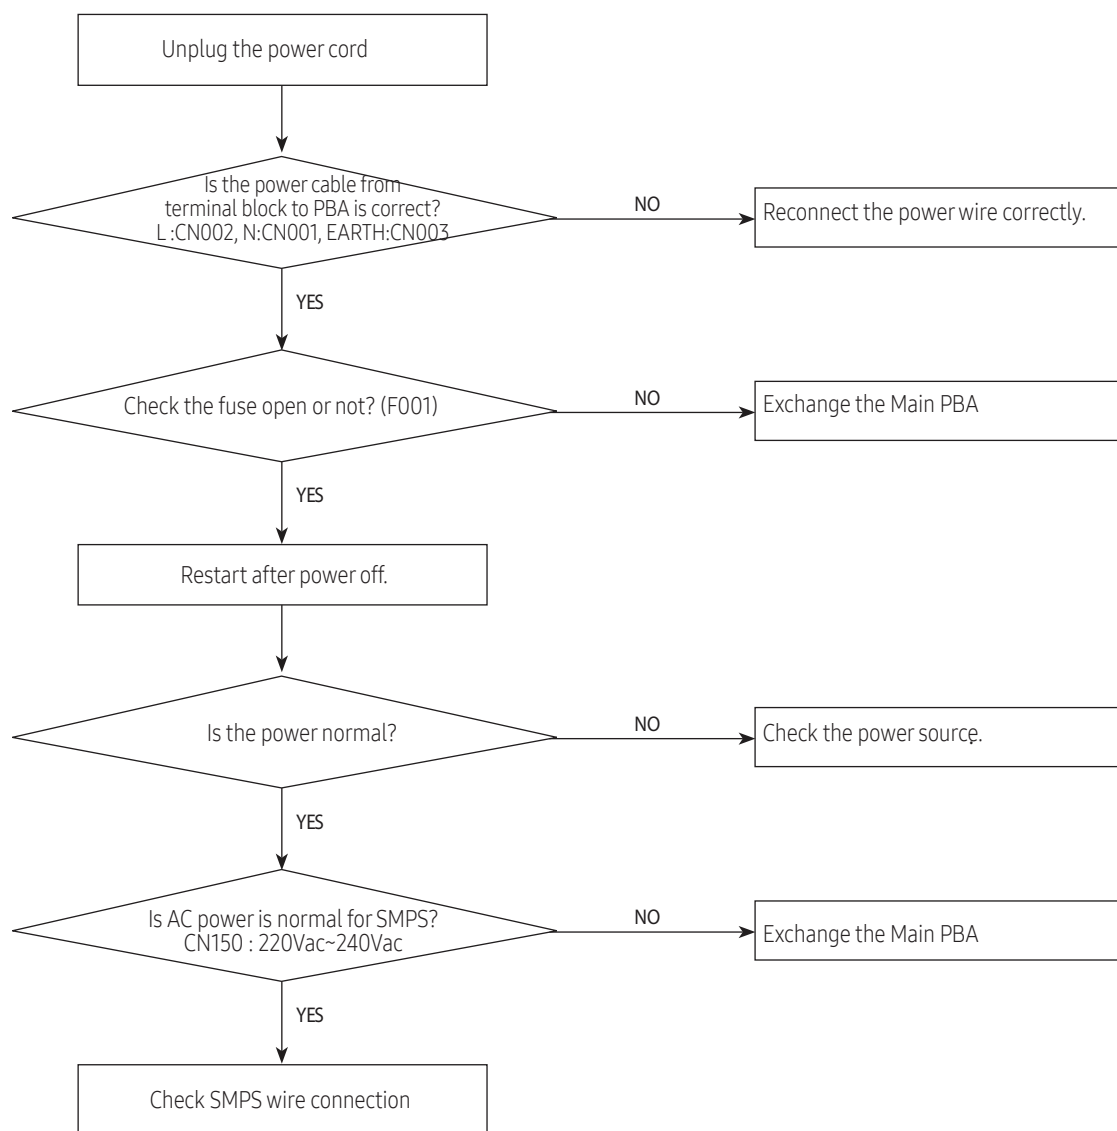 Unplug the power cord
Is the power cable from
terminal block to PBA is correct?
L :CN002, N:CN001, EARTH:CN003
NO
Reconnect the power wire correctly.
YES
Check the fuse open or not? (F001)
NO
Exchange the Main PBA
YES
Restart after power off.
Is the power normal?
NO
Check the power source.
YES
Is AC power is normal for SMPS?
CN150 : 220Vac~240Vac
NO
Exchange the Main PBA
YES
Check SMPS wire connection